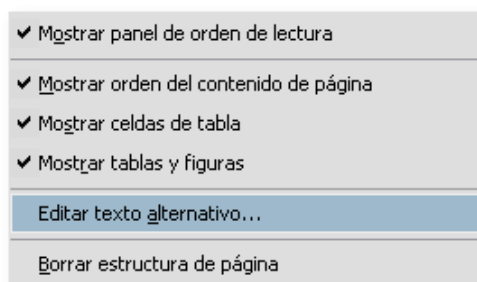 Mostrar panel de orden de lectura
Mostrar orden del contenido de página
Mostrar celdas de tabla
Mostrar tablas y figuras
Editar texto alternativo...
Borrar estructura de página